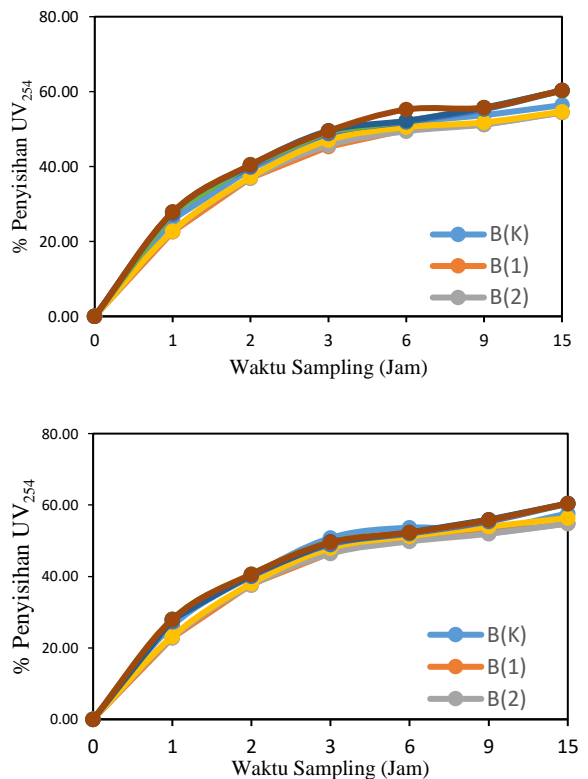 80.00
60.00
40.00
20.00
0.00
% Penyisihan UV254
B(K)
B(1)
B(2)
0 1 2 3 6 9 15
Waktu Sampling (Jam)
80.00
60.00
40.00
20.00
0.00
% Penyisihan UV254
B(K)
B(1)
B(2)
0 1 2 3 6 9 15
Waktu Sampling (Jam)